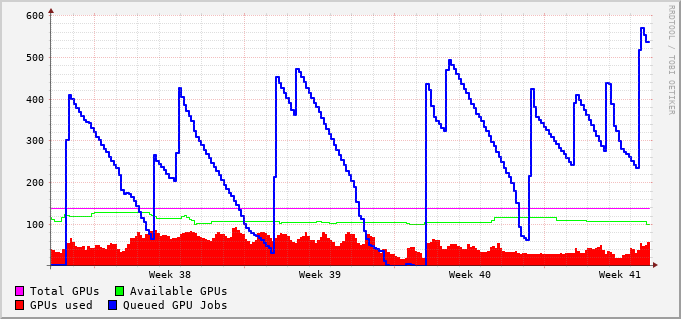 600
500
400
300
200
100
Week 38 Week 39 Week 40 Week 41
Total GPUs Available GPUs
GPUs used Queued GPU Jobs
RRDTOOL / TOBI OETIKER